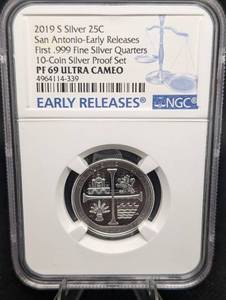 2019 S Silver 25C
San Antonio-Early Releases
First .999 Fine Silver Quarters
10-Coin Silver Proof Set
PF 69 ULTRA CAMEO
4964114-339
EARLY RELEASES
NGC